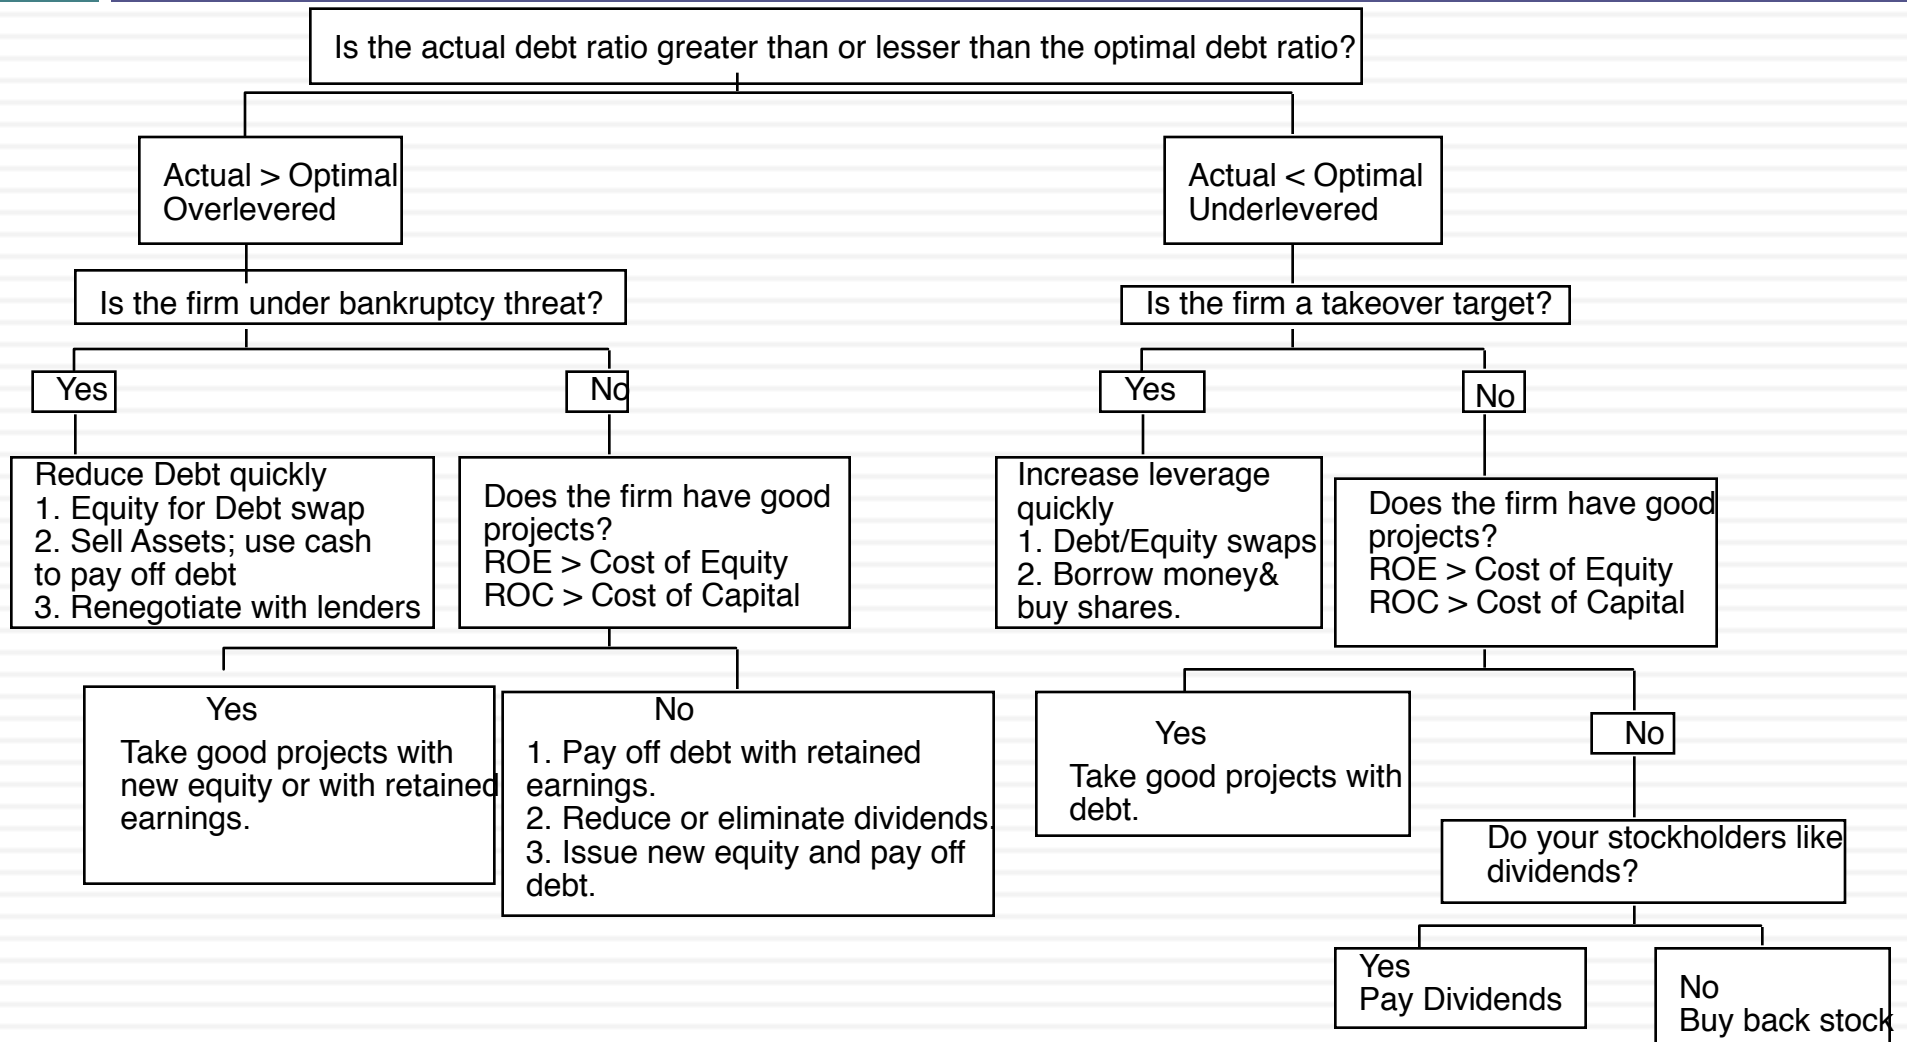 Is the actual debt ratio greater than or lesser than the optimal debt ratio?
Actual > Optimal
Overlevered
Actual < Optimal
Underlevered
Is the firm under bankruptcy threat?
Is the firm a takeover target?
Yes
No
Yes
No
Reduce Debt quickly
1. Equity for Debt swap
2. Sell Assets; use cash
to pay off debt
3. Renegotiate with lenders
Does the firm have good
projects?
ROE > Cost of Equity
ROC > Cost of Capital
Increase leverage
quickly
1. Debt/Equity swaps
2. Borrow money&
buy shares.
Does the firm have good
projects?
ROE > Cost of Equity
ROC > Cost of Capital
Yes
Take good projects with
new equity or with retained
earnings.
No
1. Pay off debt with retained
earnings.
2. Reduce or eliminate dividends.
3. Issue new equity and pay off
debt.
Yes
Take good projects with
debt.
No
Do your stockholders like
dividends?
Yes
Pay Dividends
No
Buy back stock